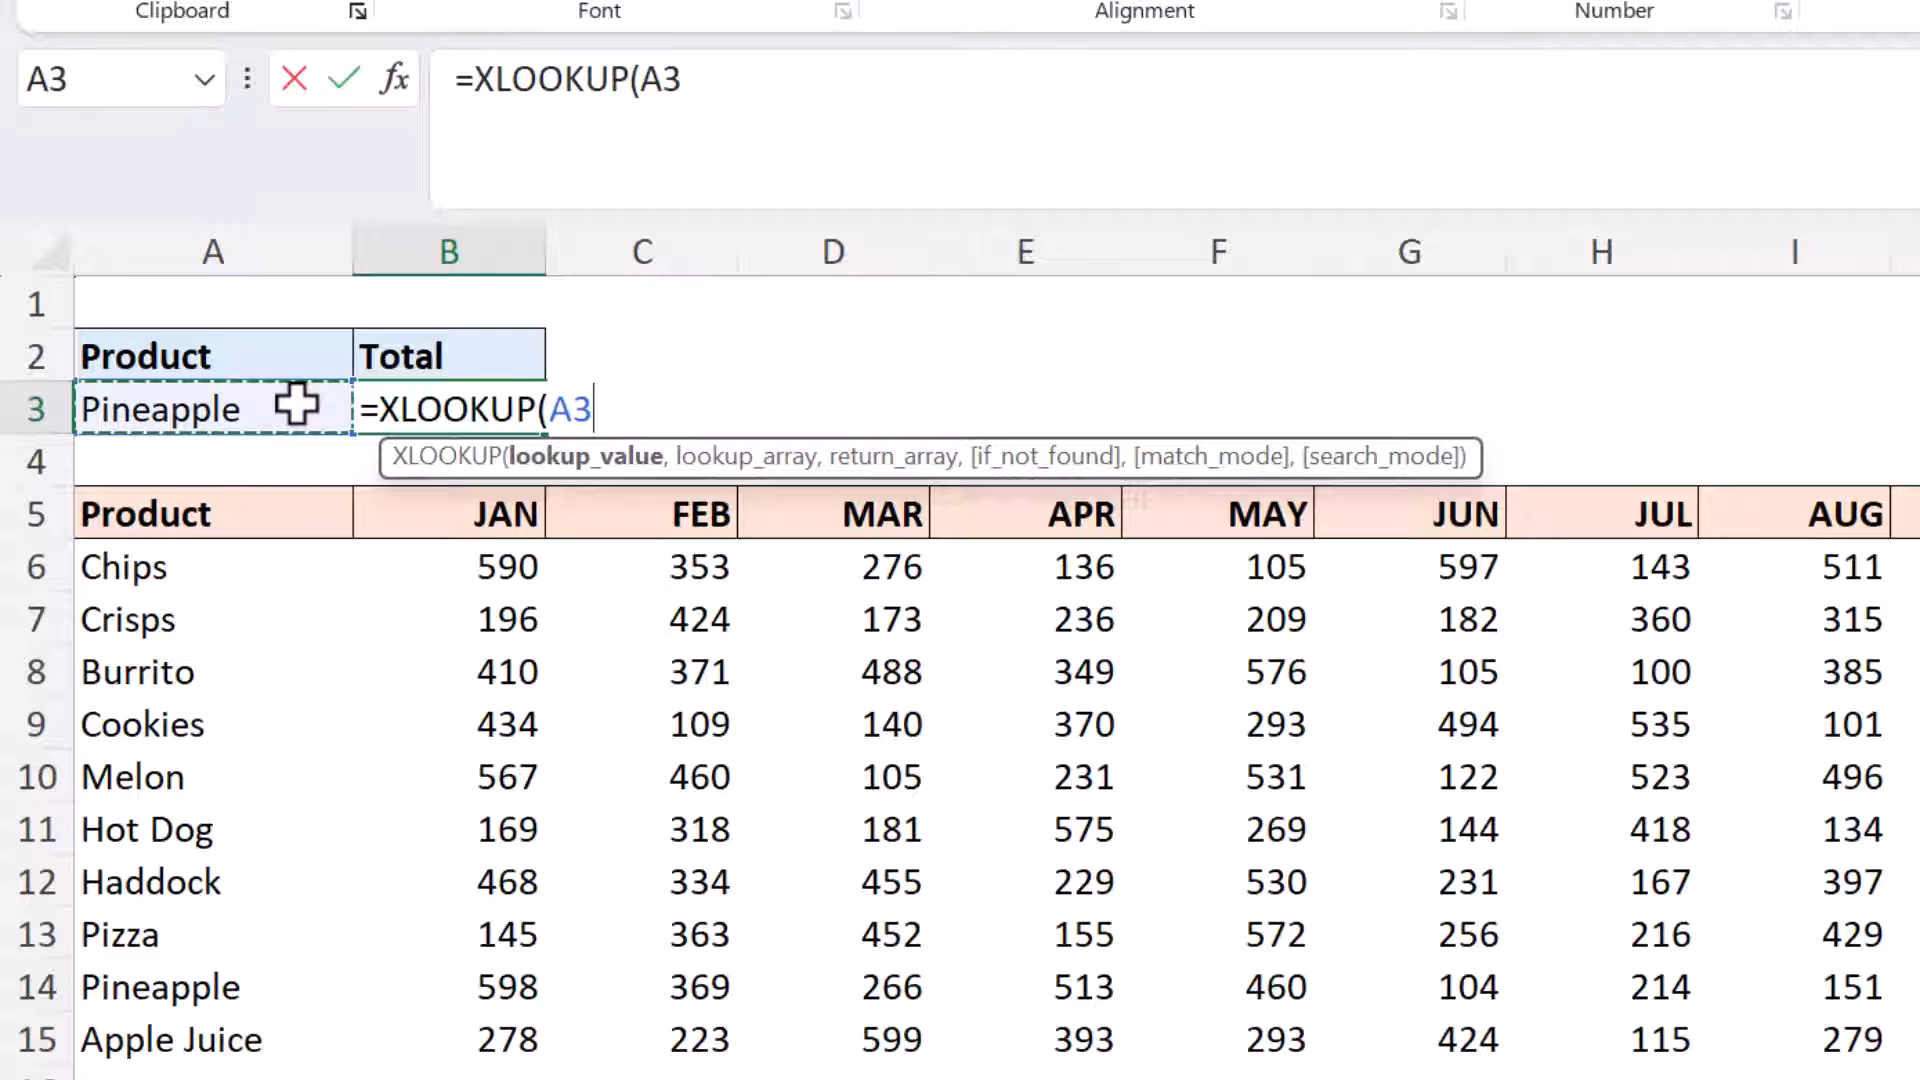 Clipboard Font Alignment Number
A3 fx =XLOOKUP(A3
A B C D E F G H I
1
2 Product Total
3 Pineapple =XLOOKUP(A3
XLOOKUP(lookup_value, lookup_array, return_array, [if_not_found], [match_mode], [search_mode])
4
5 Product JAN FEB MAR APR MAY JUN JUL AUG
6 Chips 590 353 276 136 105 597 143 511
7 Crisps 196 424 173 236 209 182 360 315
8 Burrito 410 371 488 349 576 105 100 385
9 Cookies 434 109 140 370 293 494 535 101
10 Melon 567 460 105 231 531 122 523 496
11 Hot Dog 169 318 181 575 269 144 418 134
12 Haddock 468 334 455 229 530 231 167 397
13 Pizza 145 363 452 155 572 256 216 429
14 Pineapple 598 369 266 513 460 104 214 151
15 Apple Juice 278 223 599 393 293 424 115 279